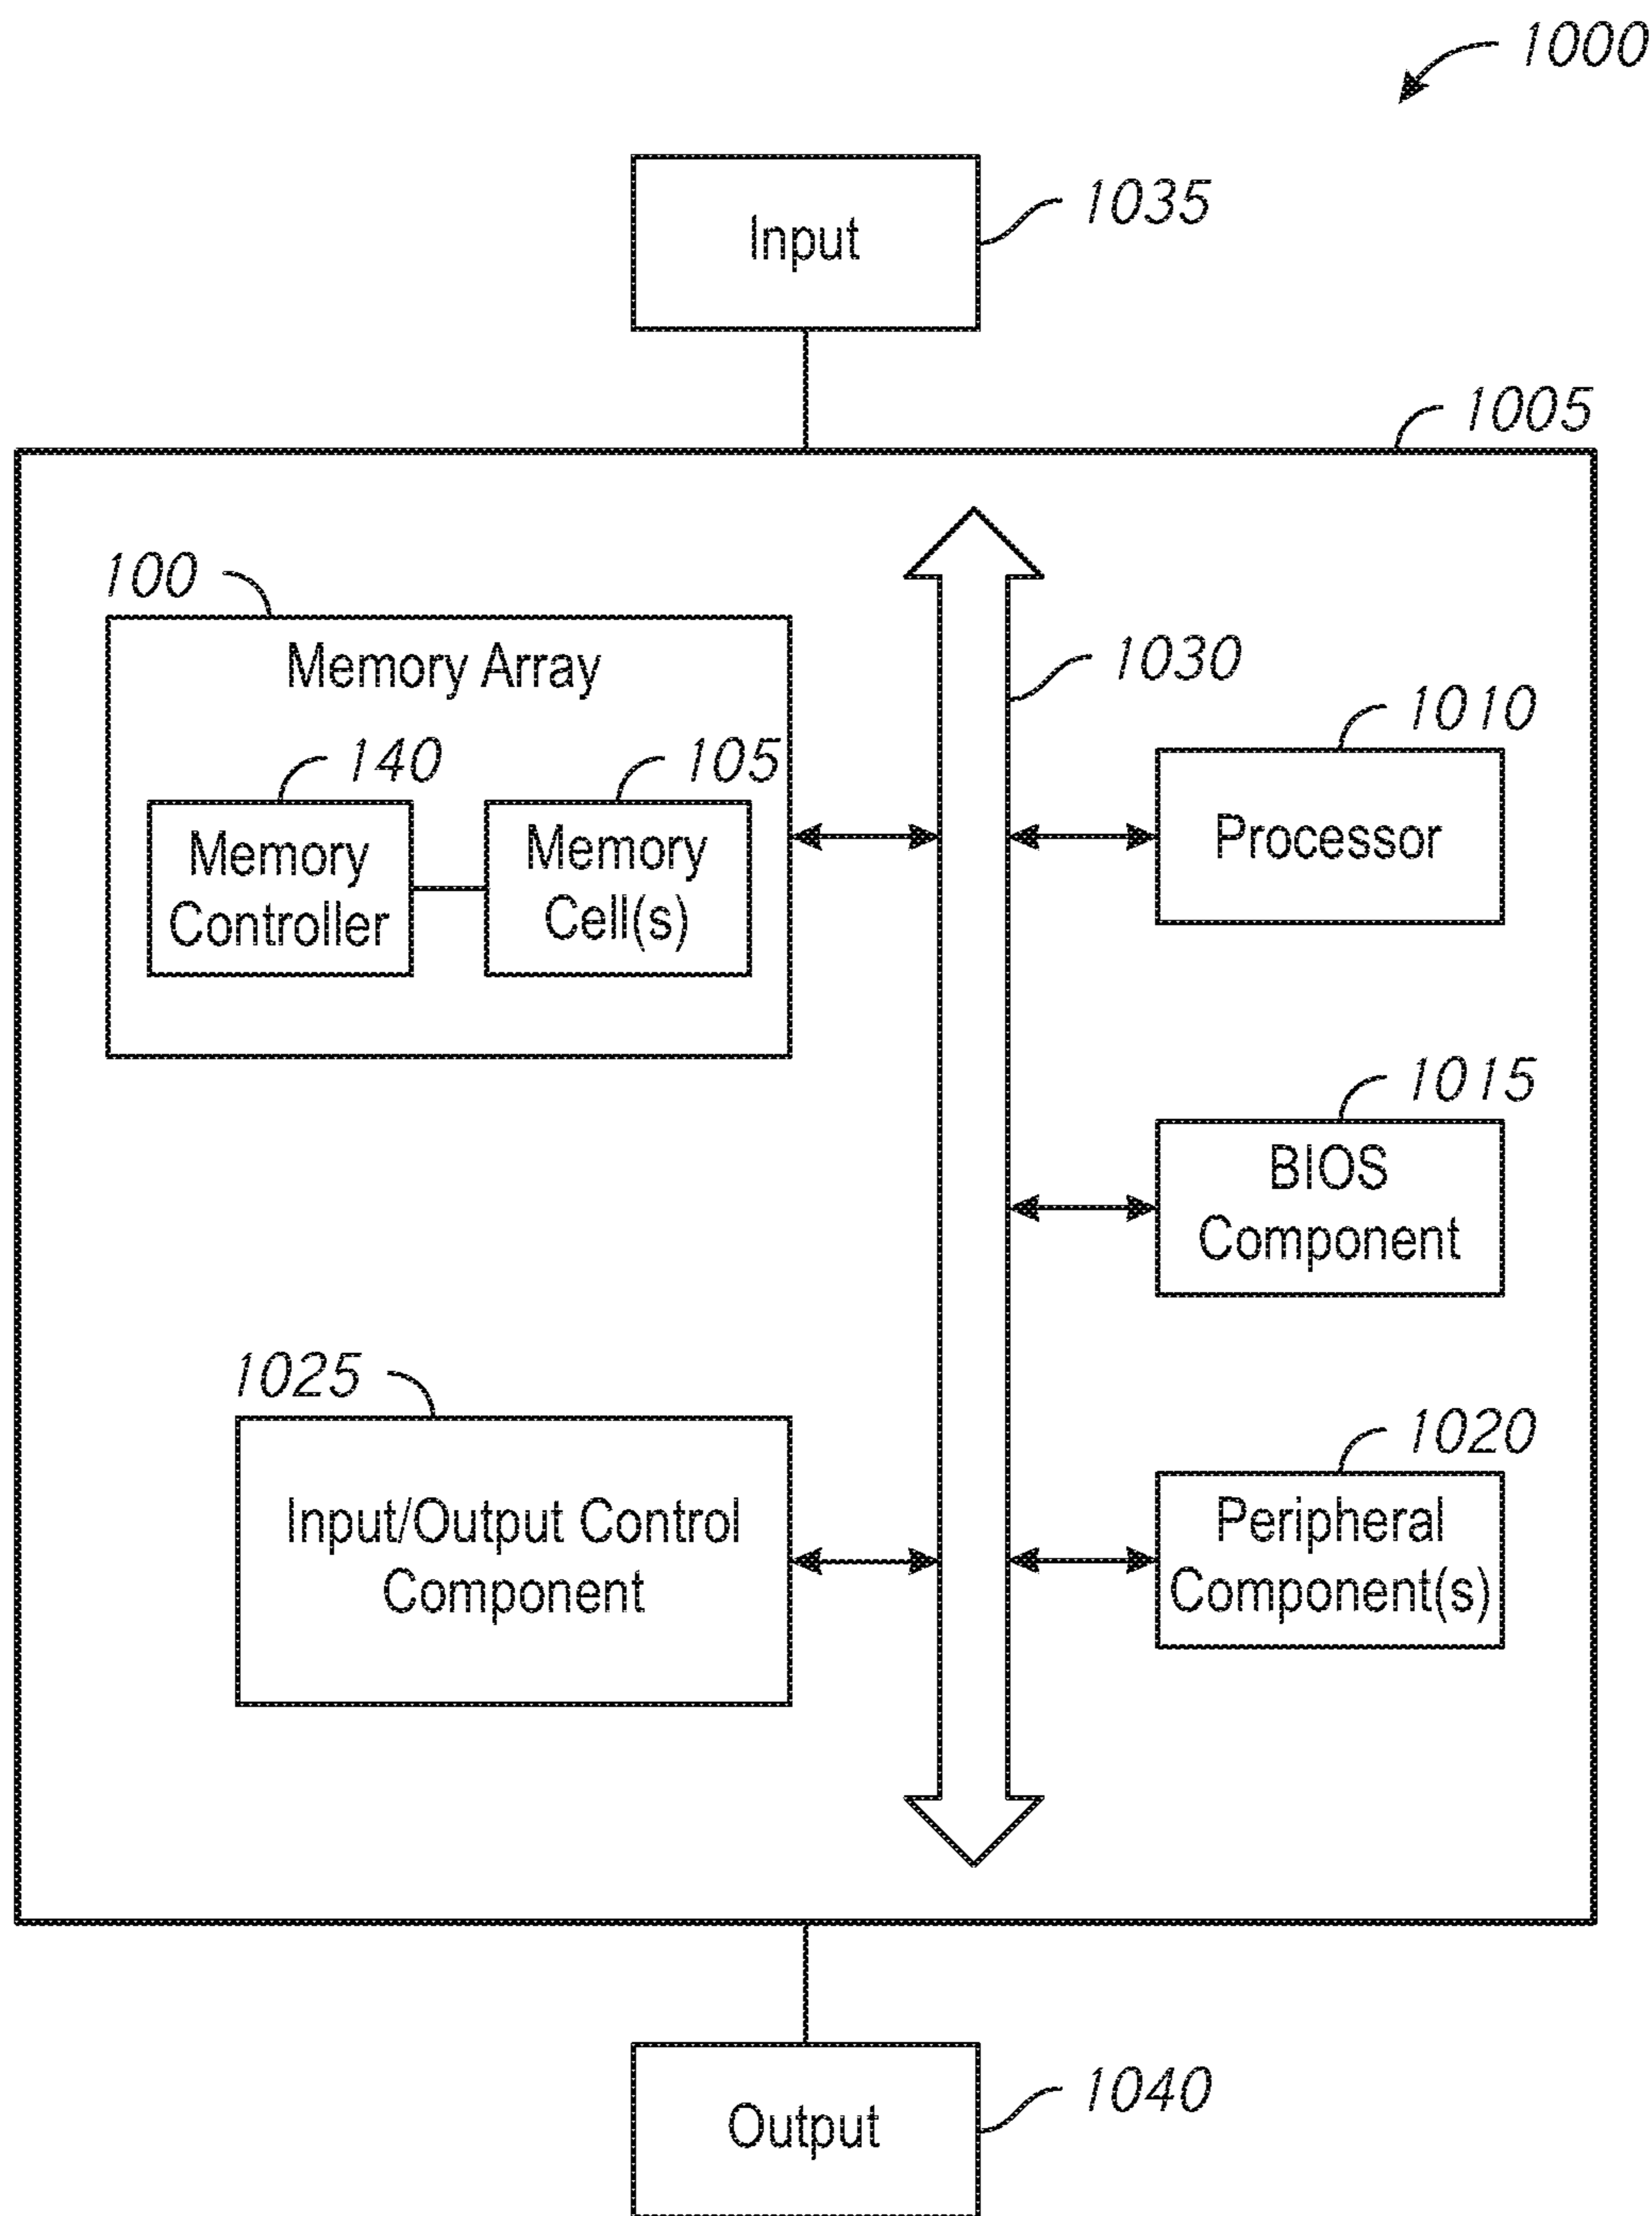 1000
1035
Input
1005
100
Memory Array
1030
1010
140
105
Memory
Controller
Memory
Cell(s)
Processor
1015
BIOS
Component
1025
1020
Input/Output Control
Component
Peripheral
Component(s)
1040
Output